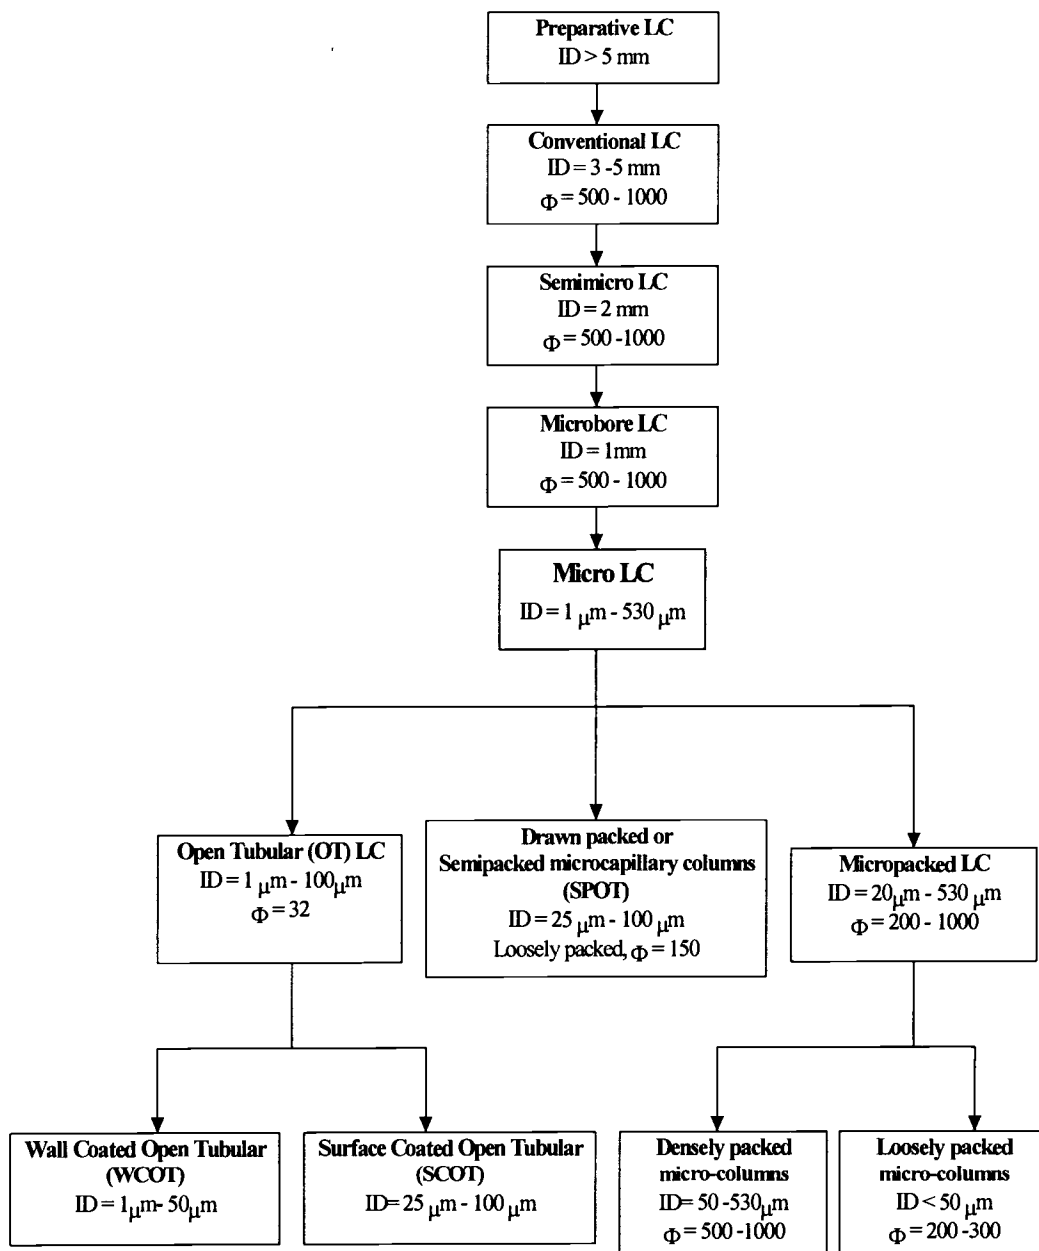 Preparative LC
ID > 5 mm
Conventional LC
ID = 3 -5 mm
Φ = 500 - 1000
Semimicro LC
ID = 2 mm
Φ = 500 -1000
Microbore LC
ID = 1mm
Φ = 500 - 1000
Micro LC
ID = 1 μm - 530 μm
Open Tubular (OT) LC
ID = 1 μm - 100μm
Φ = 32
Drawn packed or
Semipacked microcapillary columns
(SPOT)
ID = 25 μm - 100 μm
Loosely packed, Φ = 150
Micropacked LC
ID = 20μm - 530 μm
Φ = 200 - 1000
Wall Coated Open Tubular
(WCOT)
ID = 1μm- 50μm
Surface Coated Open Tubular
(SCOT)
ID= 25 μm - 100 μm
Densely packed
micro-columns
ID= 50 -530μm
Φ = 500 -1000
Loosely packed
micro-columns
ID < 50 μm
Φ = 200 -300